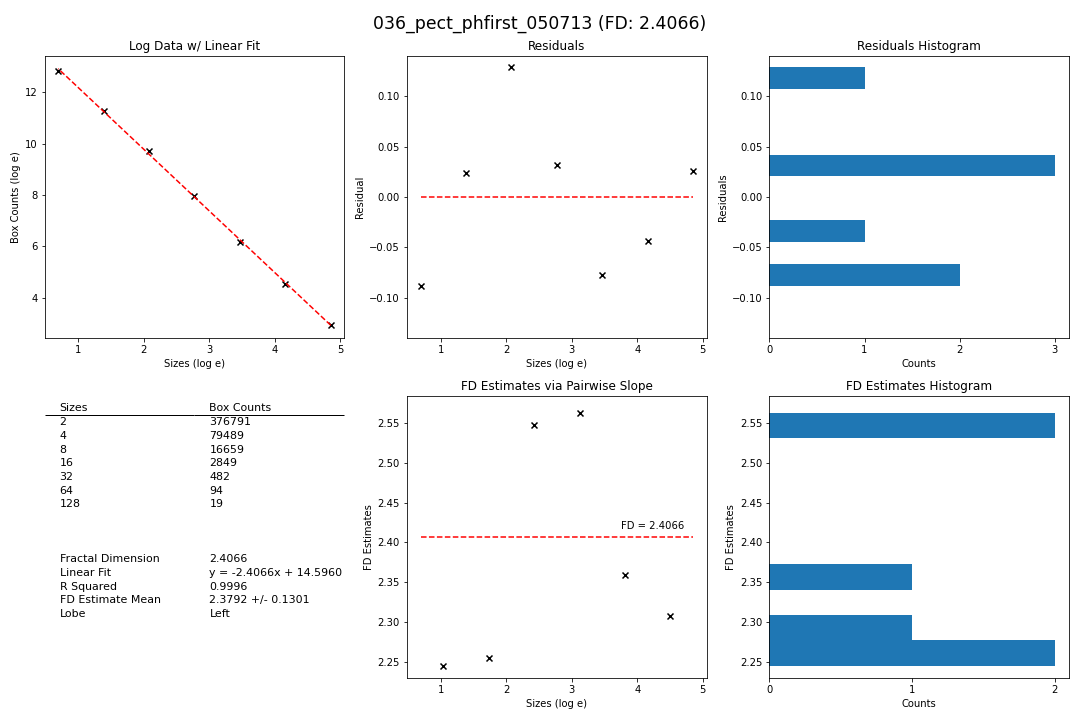 036_pect_phfirst_050713 (FD: 2.4066)
Log Data w/ Linear Fit
Box Counts (log e)
12
10
8
6
4
1 2 3 4 5
Sizes (log e)
Residuals
Residual
0.10
0.05
0.00
−0.05
−0.10
1 2 3 4 5
Sizes (log e)
Residuals Histogram
Residuals
0.10
0.05
0.00
−0.05
−0.10
0 1 2 3
Counts
Sizes Box Counts
2 376791
4 79489
8 16659
16 2849
32 482
64 94
128 19
Fractal Dimension 2.4066
Linear Fit y = -2.4066x + 14.5960
R Squared 0.9996
FD Estimate Mean 2.3792 +/- 0.1301
Lobe Left
FD Estimates via Pairwise Slope
FD Estimates
2.55
2.50
2.45
2.40
2.35
2.30
2.25
FD = 2.4066
1 2 3 4 5
Sizes (log e)
FD Estimates Histogram
FD Estimates
2.55
2.50
2.45
2.40
2.35
2.30
2.25
0 1 2
Counts